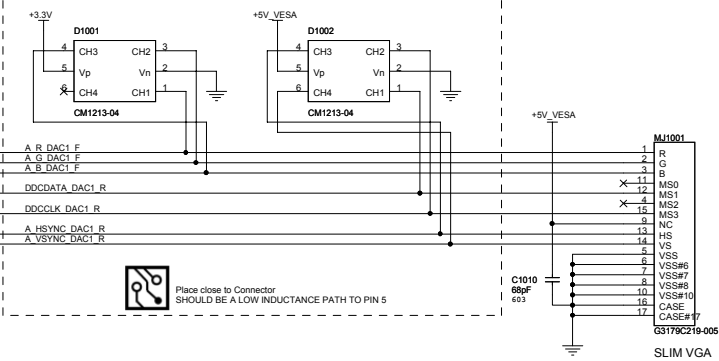 +3.3V
D1001
+5V_VESA
D1002
4 CH3 CH2 3
5 Vp Vn 2
6 CH4 CH1 1
CM1213-04
4 CH3 CH2 3
5 Vp Vn 2
6 CH4 CH1 1
CM1213-04
+5V_VESA
MJ1001
A_R_DAC1_F
A_G_DAC1_F
A_B_DAC1_F
DDCDATA_DAC1_R
DDCCLK_DAC1_R
A_HSYNC_DAC1_R
A_VSYNC_DAC1_R
1 R
2 G
3 B
11 MS0
12 MS1
4 MS2
15 MS3
9 NC
13 HS
14 VS
5 VSS
6 VSS#6
7 VSS#7
8 VSS#8
10 VSS#10
16 CASE
17 CASE#17
C1010
68pF
603
Place close to Connector
SHOULD BE A LOW INDUCTANCE PATH TO PIN 5
G3179C219-005
SLIM VGA